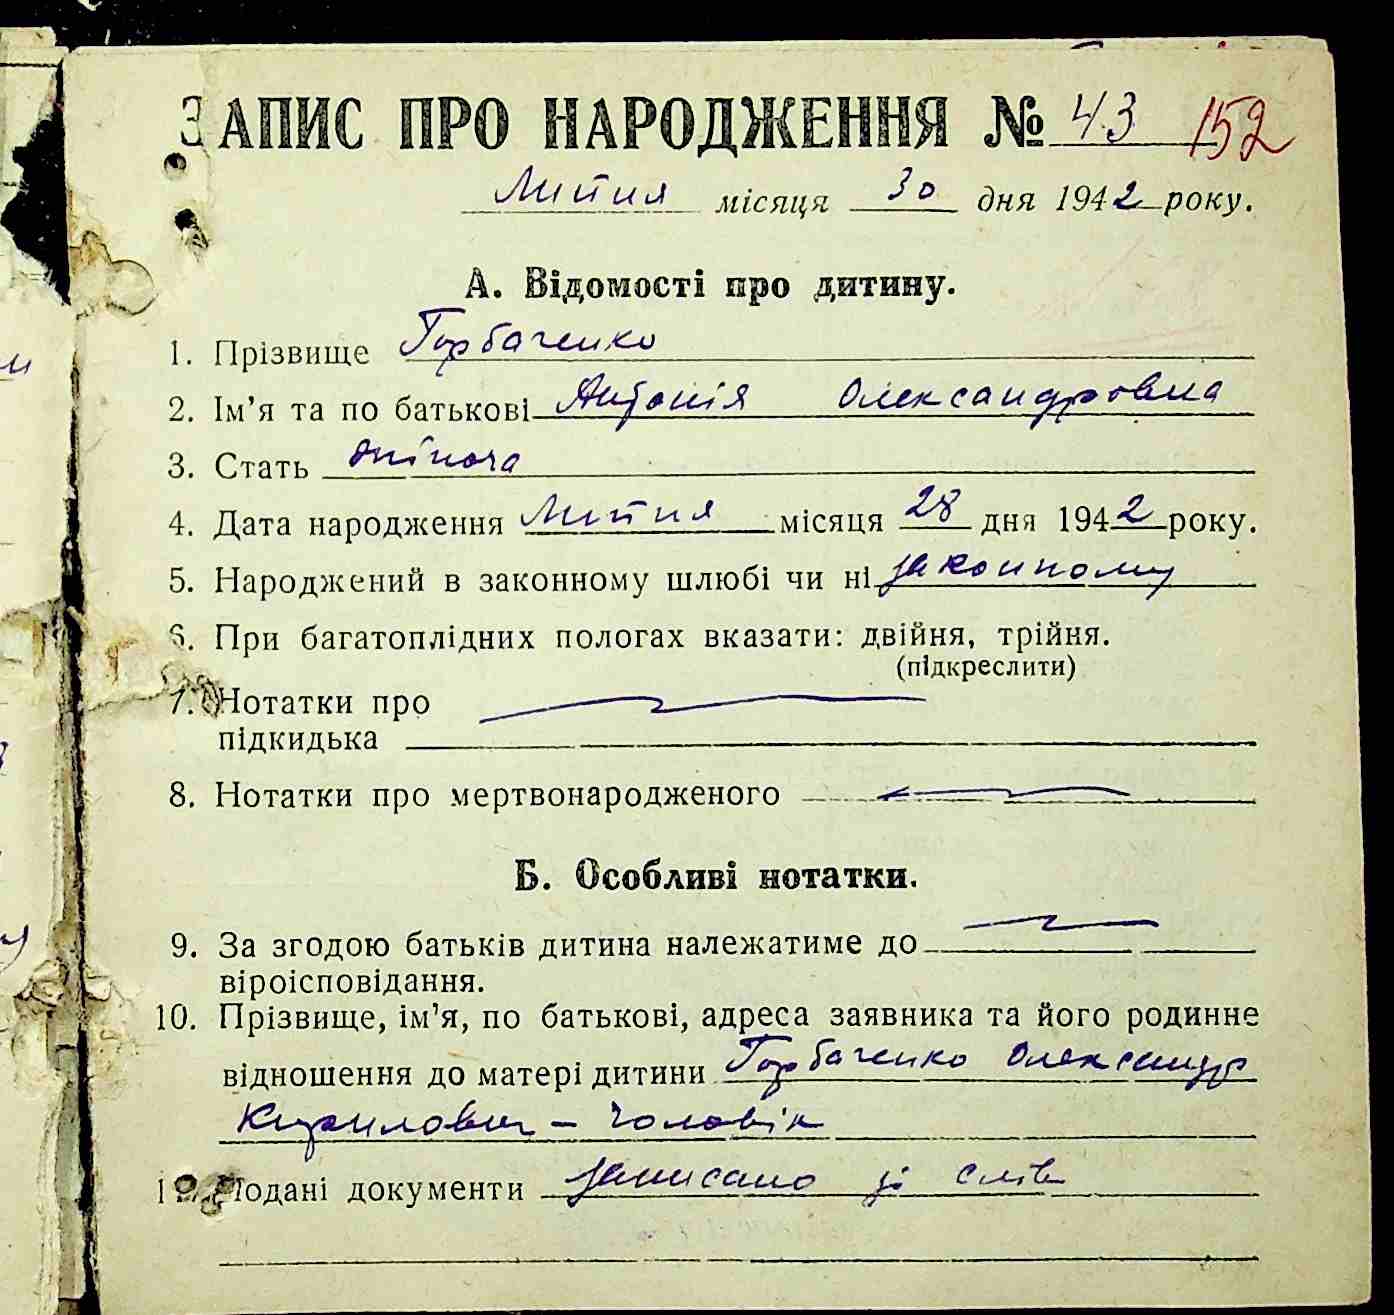 ЗАПИС ПРО НАРОДЖЕННЯ № 43 152
Липня місяця 30 дня 1942 року.
А. Відомості про дитину.
1. Прізвище Горбаченко
2. Ім'я та по батькові Антонія Олександровна
3. Стать жіноча
4. Дата народження Липня місяця 28 дня 1942 року.
5. Народжений в законному шлюбі чи ні законному
6. При багатоплідних пологах вказати: двійня, трійня.
(підкреслити)
7. Нотатки про
підкидька
8. Нотатки про мертвонародженого
Б. Особливі нотатки.
9. За згодою батьків дитина належатиме до
віроісповідання.
10. Прізвище, ім'я, по батькові, адреса заявника та його родинне
відношення до матері дитини Горбаченко Олександр
Кирилович – чоловік
1 Подані документи записано зі слів